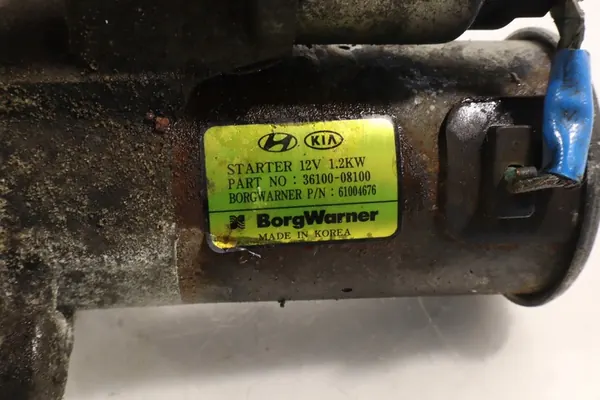 KIA
STARTER 12V 1.2KW
PART NO : 36100-08100
BORGWARNER P/N : 61004676
BorgWarner
MADE IN KOREA